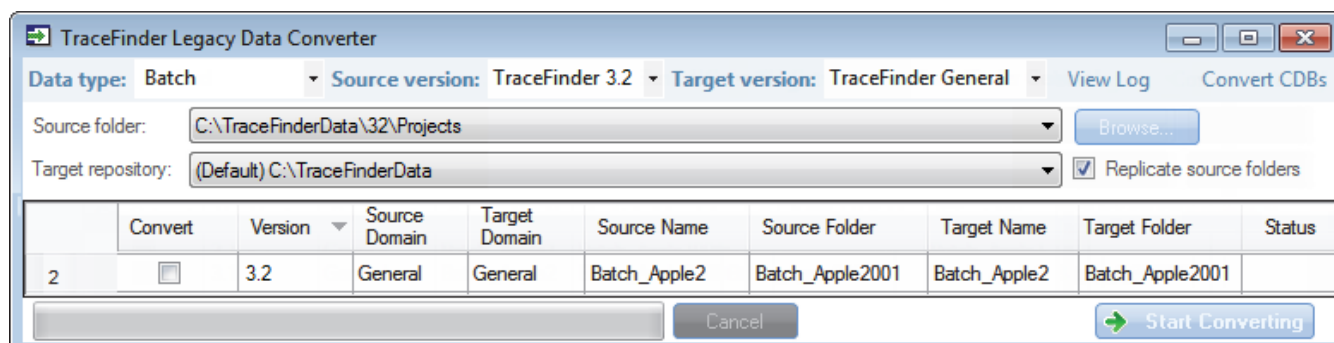 TraceFinder Legacy Data Converter
Data type: Batch Source version: TraceFinder 3.2 Target version: TraceFinder General View Log Convert CDBs
Source folder: C:\TraceFinderData\32\Projects Browse...
Target repository: (Default) C:\TraceFinderData Replicate source folders
Convert Version Source Domain Target Domain Source Name Source Folder Target Name Target Folder Status
2 3.2 General General Batch_Apple2 Batch_Apple2001 Batch_Apple2 Batch_Apple2001
Cancel Start Converting